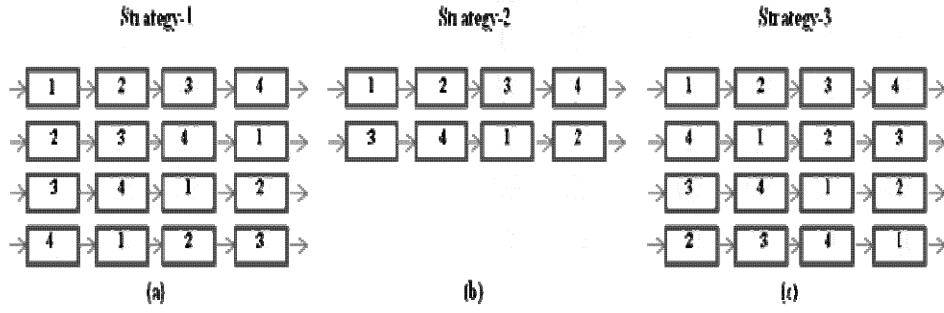 Strategy-1 Strategy-2 Strategy-3
1 2 3 4 1 2 3 4 1 2 3 4
2 3 4 1 3 4 1 2 4 1 2 3
3 4 1 2 3 4 1 2
4 1 2 3 2 3 4 1
(a) (b) (c)